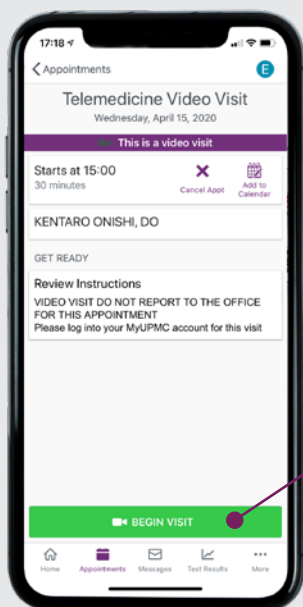 17:18
Appointments
E
Telemedicine Video Visit
Wednesday, April 15, 2020
This is a video visit
Starts at 15:00
30 minutes
Cancel Appt
Add to
Calendar
KENTARO ONISHI, DO
GET READY
Review Instructions
VIDEO VISIT DO NOT REPORT TO THE OFFICE
FOR THIS APPOINTMENT
Please log into your MyUPMC account for this visit
BEGIN VISIT
Home Appointments Messages Test Results More